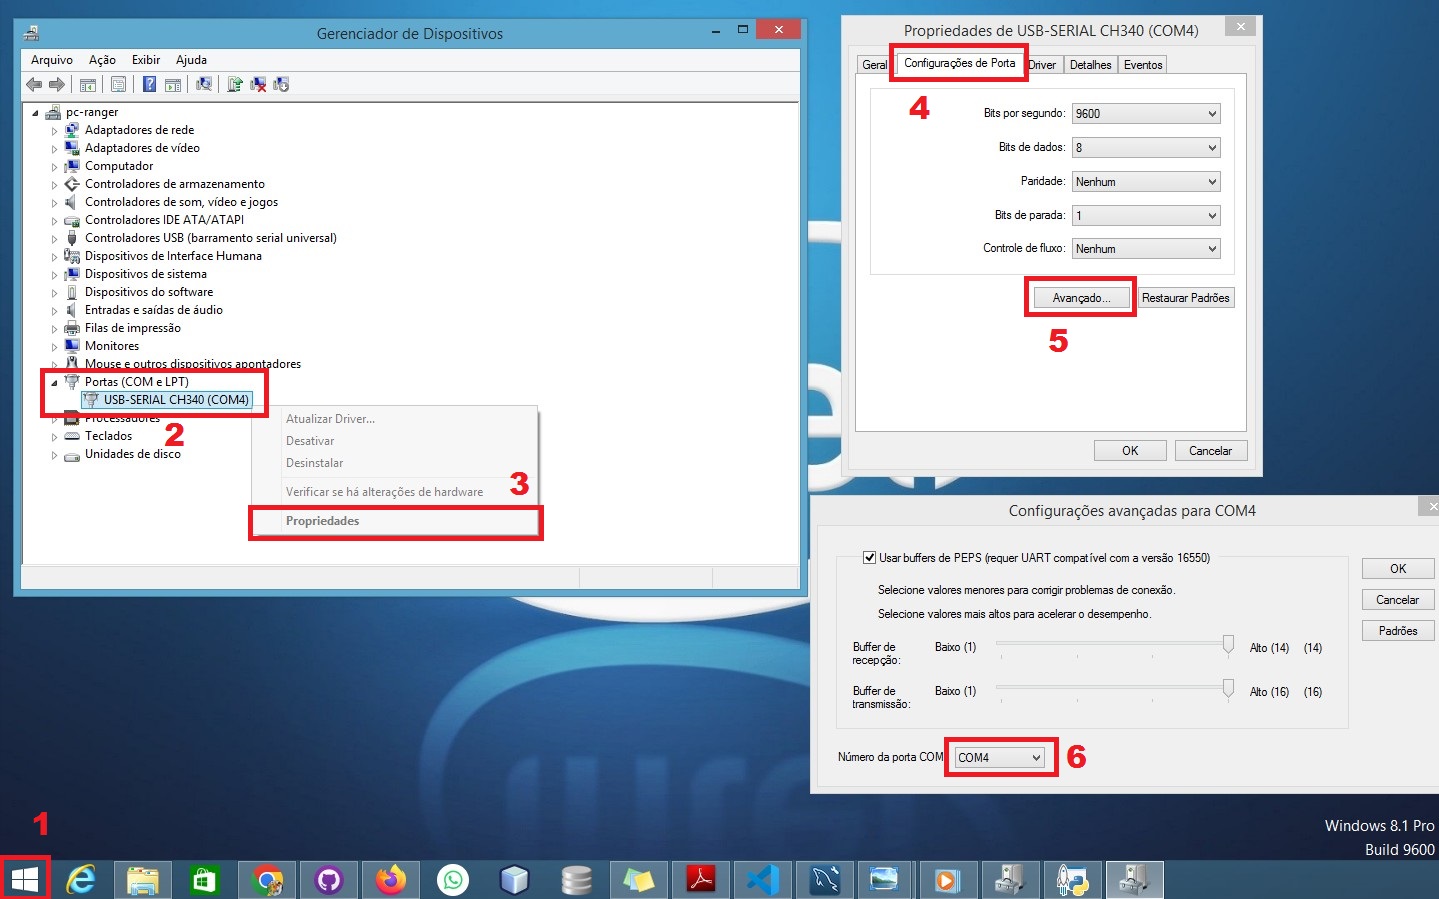 Gerenciador de Dispositivos
Arquivo Ação Exibir Ajuda
pc-ranger
Adaptadores de rede
Adaptadores de vídeo
Computador
Controladores de armazenamento
Controladores de som, vídeo e jogos
Controladores IDE ATA/ATAPI
Controladores USB (barramento serial universal)
Dispositivos de Interface Humana
Dispositivos de sistema
Dispositivos do software
Entradas e saídas de áudio
Filas de impressão
Monitores
Mouse e outros dispositivos apontadores
Portas (COM e LPT)
USB-SERIAL CH340 (COM4)
Processadores
Teclados
Unidades de disco
2
Atualizar Driver...
Desativar
Desinstalar
Verificar se há alterações de hardware
3
Propriedades
Propriedades de USB-SERIAL CH340 (COM4)
Geral Configurações de Porta Driver Detalhes Eventos
4
Bits por segundo: 9600
Bits de dados: 8
Paridade: Nenhum
Bits de parada: 1
Controle de fluxo: Nenhum
Avançado... Restaurar Padrões
5
OK Cancelar
Configurações avançadas para COM4
Usar buffers de PEPS (requer UART compatível com a versão 16550)
Selecione valores menores para corrigir problemas de conexão.
Selecione valores mais altos para acelerar o desempenho.
Buffer de
recepção:
Baixo (1) Alto (14) (14)
Buffer de
transmissão:
Baixo (1) Alto (16) (16)
Número da porta COM COM4
6
OK
Cancelar
Padrões
1
Windows 8.1 Pro
Build 9600